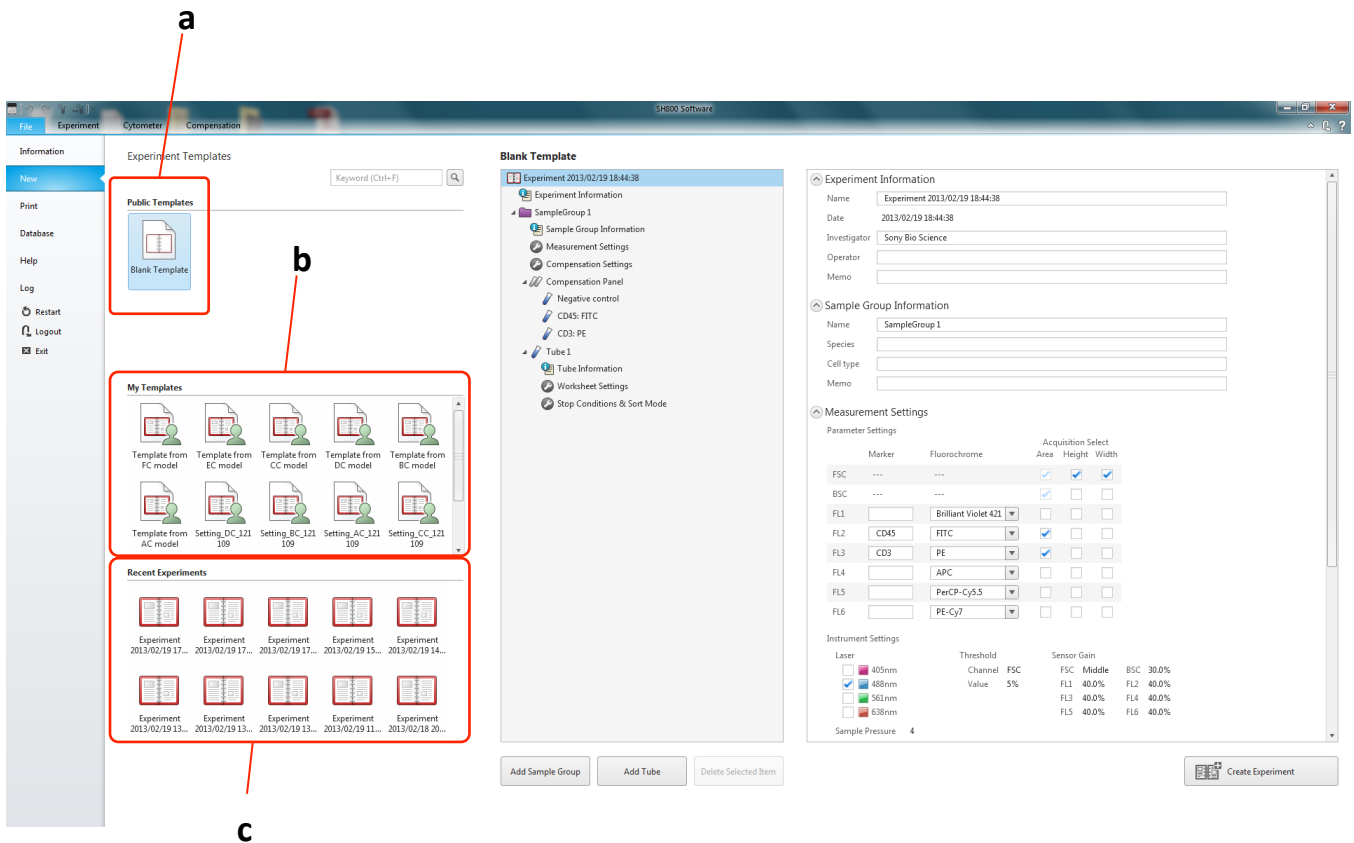 a
SH800 Software
File Experiment Cytometer Compensation
?
Information
New
Print
Database
Help
Log
Restart
Logout
Exit
Experiment Templates
Keyword (Ctrl+F)
Public Templates
Blank Template
b
My Templates
Template from FC model
Template from EC model
Template from CC model
Template from DC model
Template from BC model
Template from AC model
Setting_DC_121 109
Setting_BC_121 109
Setting_AC_121 109
Setting_CC_121 109
Recent Experiments
Experiment 2013/02/19 17...
Experiment 2013/02/19 17...
Experiment 2013/02/19 17...
Experiment 2013/02/19 15...
Experiment 2013/02/19 14...
Experiment 2013/02/19 13...
Experiment 2013/02/19 13...
Experiment 2013/02/19 13...
Experiment 2013/02/19 11...
Experiment 2013/02/18 20...
c
Blank Template
Experiment 2013/02/19 18:44:38
Experiment Information
SampleGroup 1
Sample Group Information
Measurement Settings
Compensation Settings
Compensation Panel
Negative control
CD45: FITC
CD3: PE
Tube 1
Tube Information
Worksheet Settings
Stop Conditions & Sort Mode
Add Sample Group
Add Tube
Delete Selected Item
Experiment Information
Name Experiment 2013/02/19 18:44:38
Date 2013/02/19 18:44:38
Investigator Sony Bio Science
Operator
Memo
Sample Group Information
Name SampleGroup 1
Species
Cell type
Memo
Measurement Settings
Parameter Settings
Acquisition Select
Marker Fluorochrome Area Height Width
FSC --- ---
BSC --- ---
FL1 Brilliant Violet 421
FL2 CD45 FITC
FL3 CD3 PE
FL4 APC
FL5 PerCP-Cy5.5
FL6 PE-Cy7
Instrument Settings
Laser Threshold Sensor Gain
405nm Channel FSC FSC Middle BSC 30.0%
488nm Value 5% FL1 40.0% FL2 40.0%
561nm FL3 40.0% FL4 40.0%
638nm FL5 40.0% FL6 40.0%
Sample Pressure 4
Create Experiment